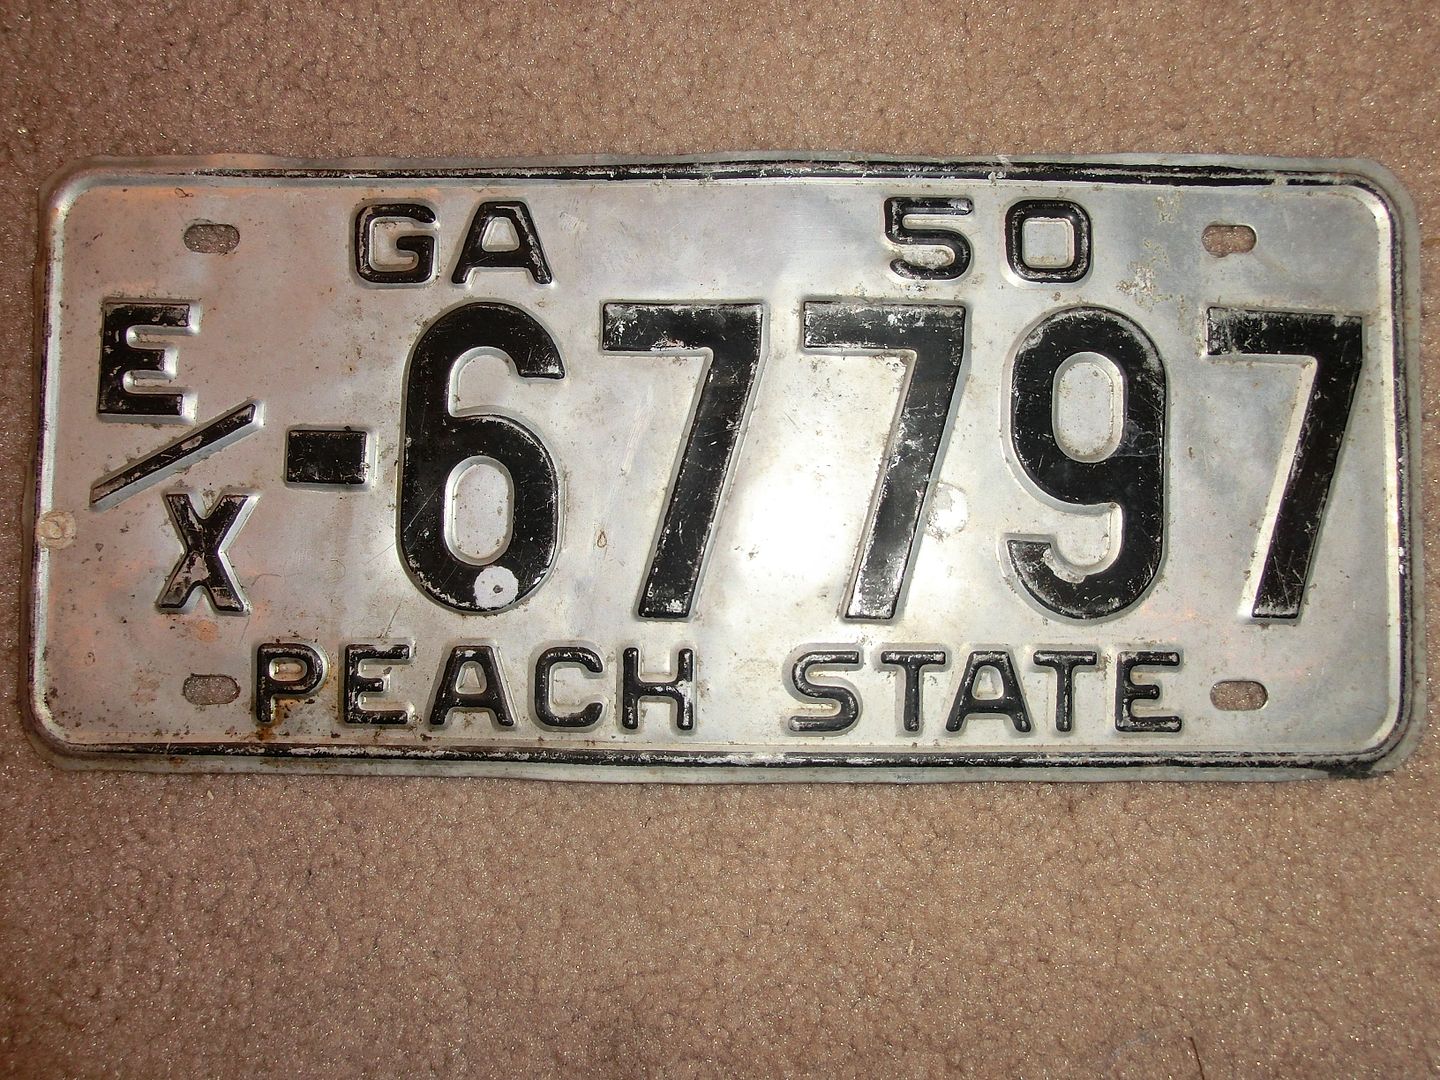 GA 50
E/X-67797
PEACH STATE